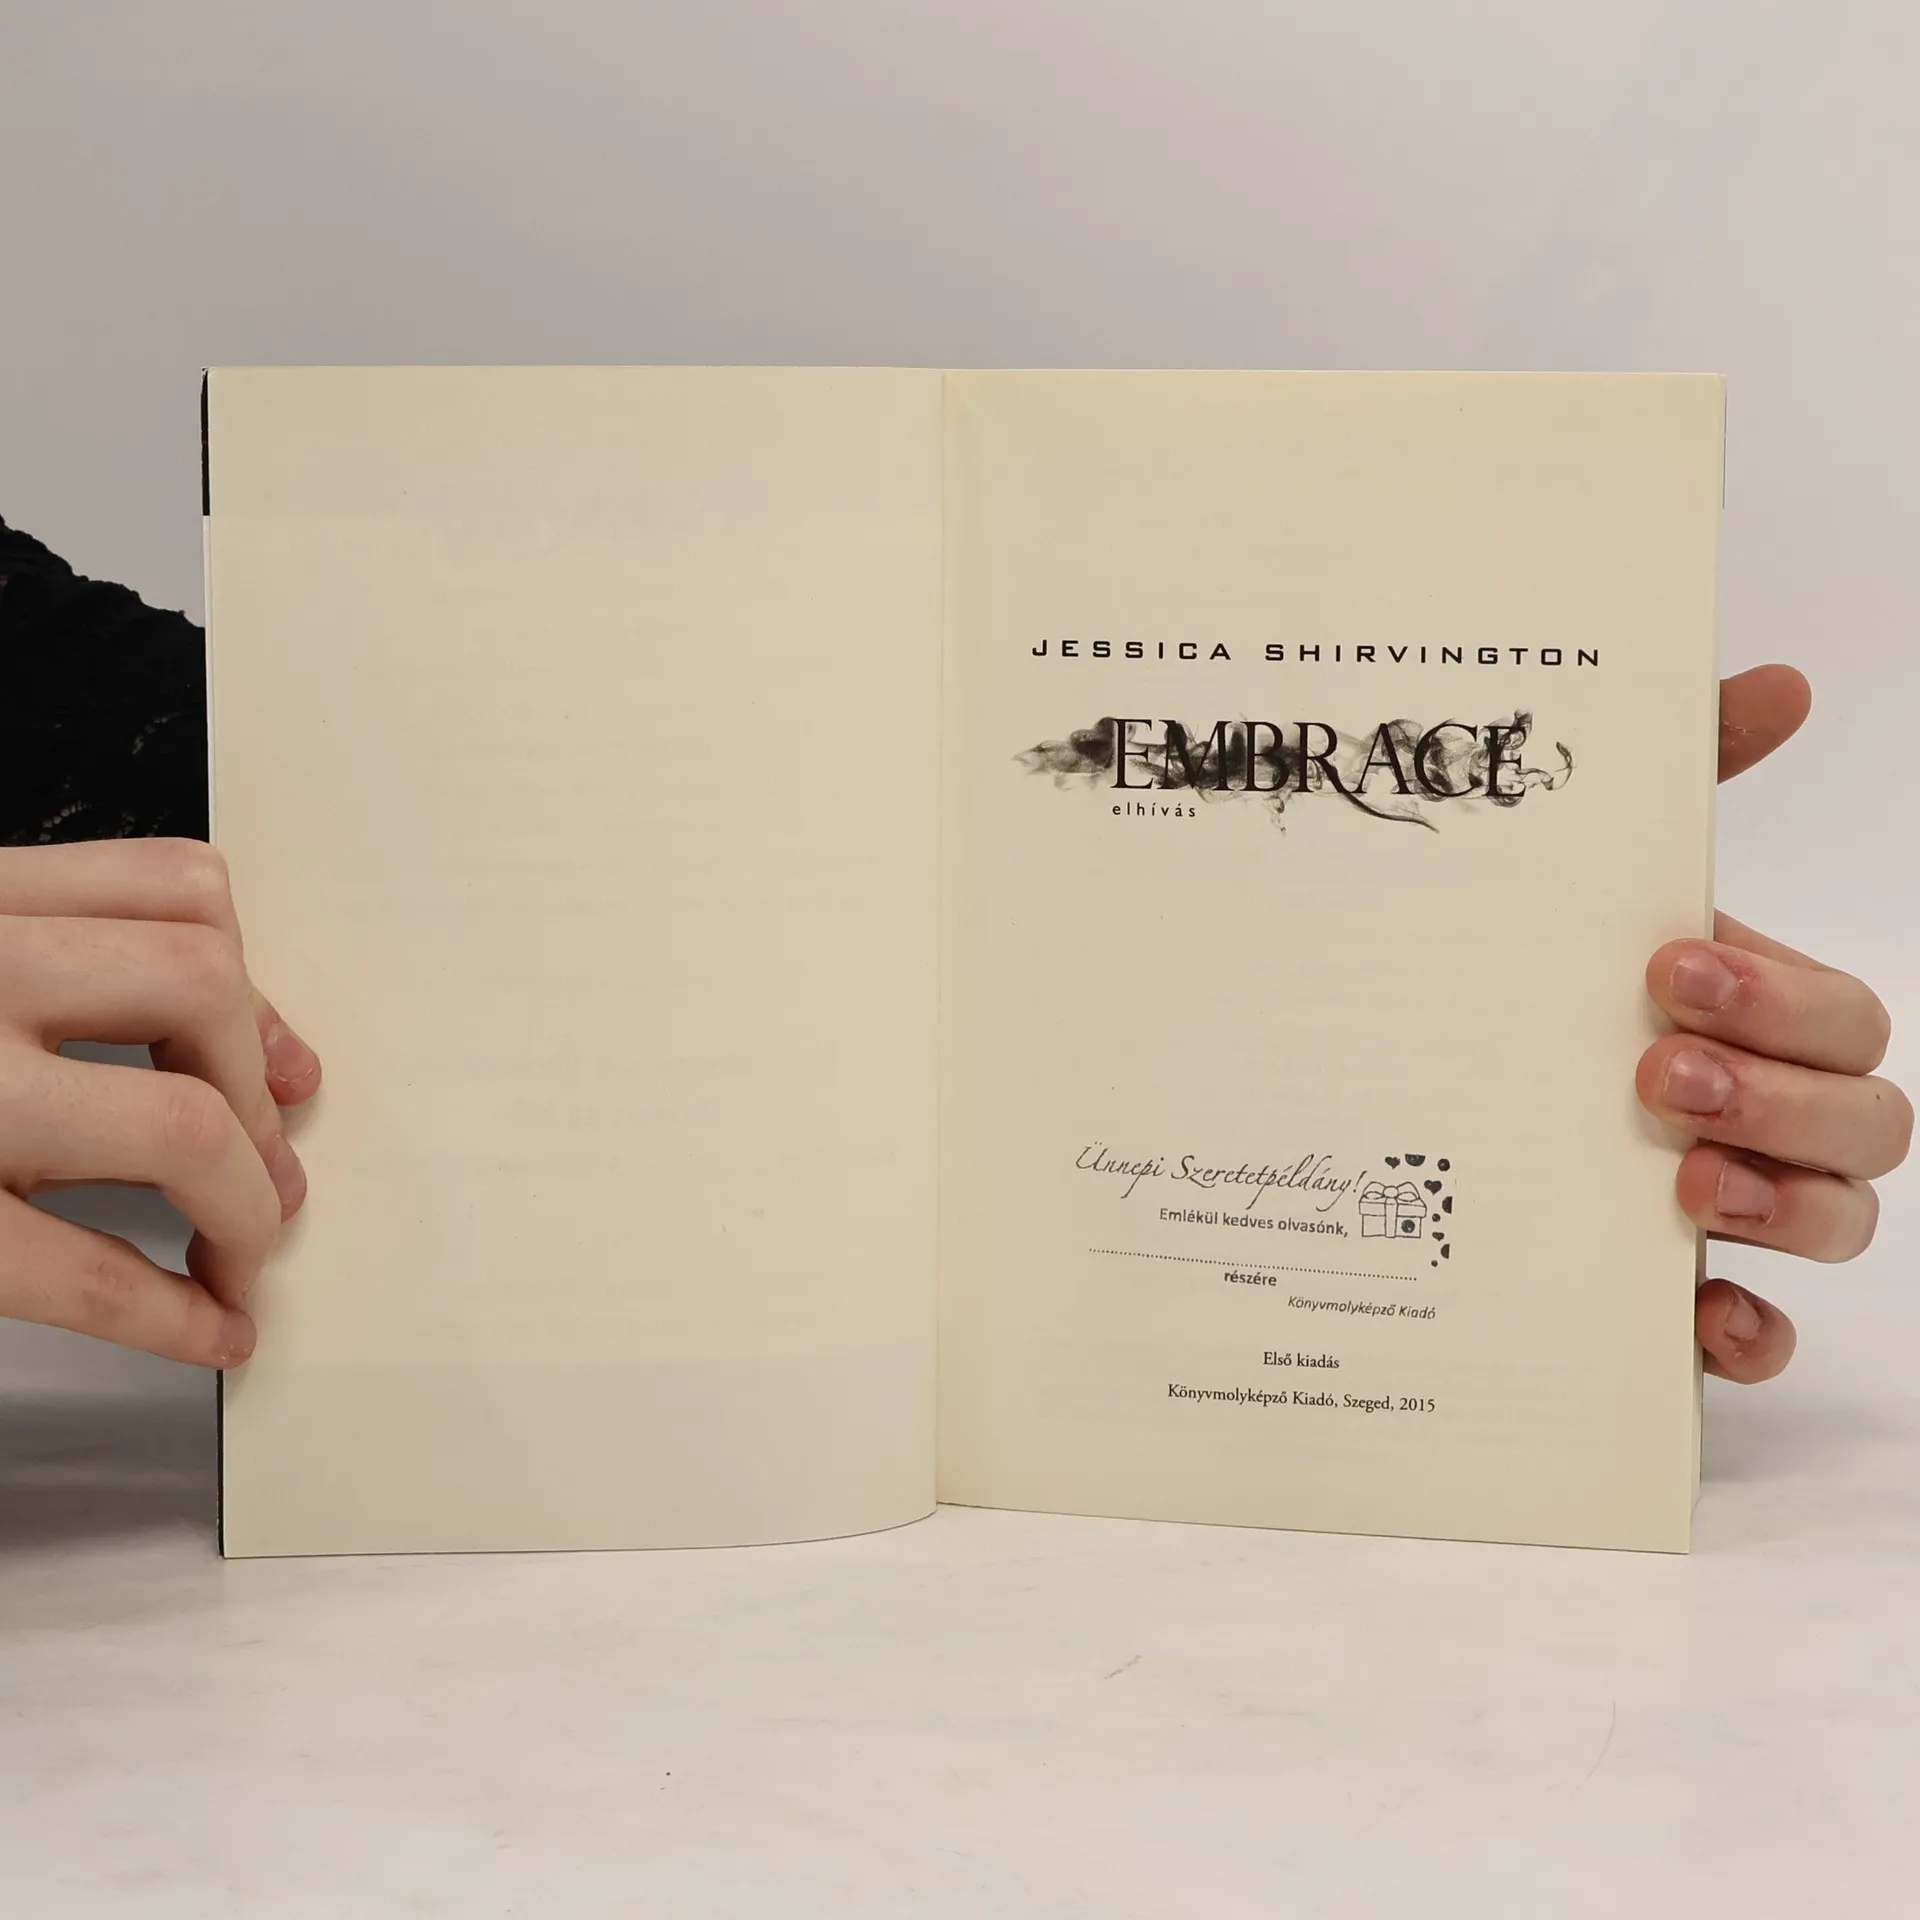 JESSICA SHIRVINGTON
EMBRACE
elhívás
Ünnepi Szeretetpéldány!
Emlékül kedves olvasónk,
részére
Könyvmolyképző Kiadó
Első kiadás
Könyvmolyképző Kiadó, Szeged, 2015